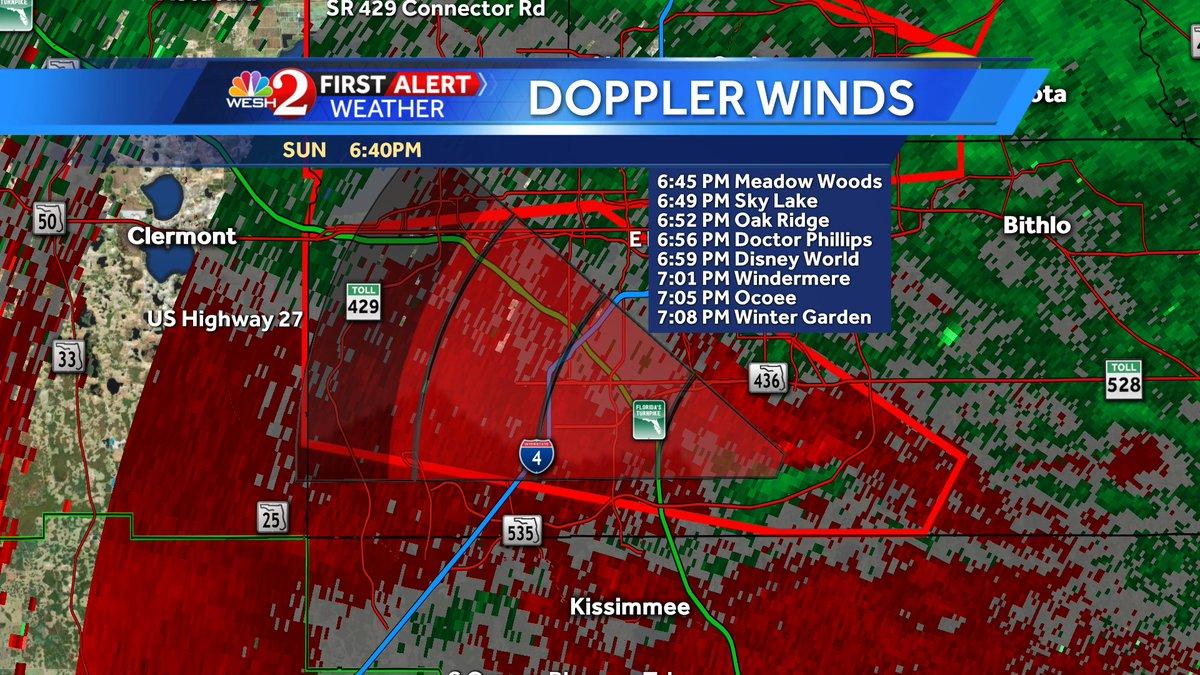 TURNPIKE
SR 429 Connector Rd
WESH 2 FIRST ALERT
WEATHER
DOPPLER WINDS
SUN 6:40PM
6:45 PM Meadow Woods
6:49 PM Sky Lake
6:52 PM Oak Ridge
6:56 PM Doctor Phillips
6:59 PM Disney World
7:01 PM Windermere
7:05 PM Ocoee
7:08 PM Winter Garden
50
Clermont
Bithlo
TOLL
429
US Highway 27
33
436
TOLL
528
FLORIDA'S
TURNPIKE
INTERSTATE
4
25
535
Kissimmee